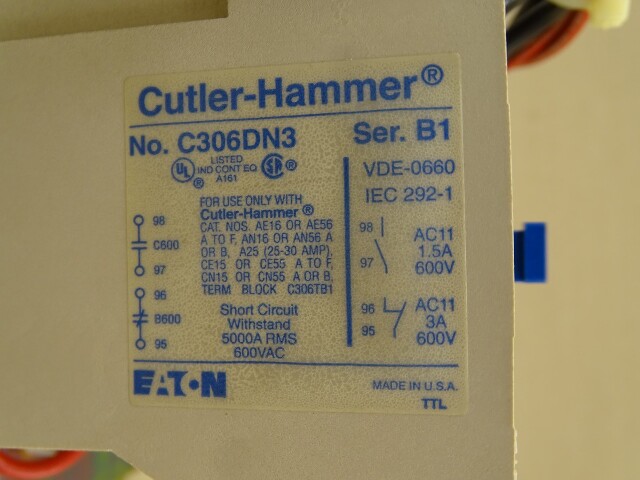 Cutler-Hammer®
No. C306DN3
Ser. B1
UL ®
LISTED
IND CONT EQ
A161
SA ®
VDE-0660
IEC 292-1
FOR USE ONLY WITH
Cutler-Hammer ®
CAT. NOS. AE16 OR AE56
A TO F, AN16 OR AN56 A
OR B, A25 (25-30 AMP),
CE15 OR CE55 A TO F,
CN15 OR CN55 A OR B,
TERM BLOCK C306TB1
Short Circuit
Withstand
5000A RMS
600VAC
98
C600
97
96
B600
95
98
97
AC11
1.5A
600V
96
95
AC11
3A
600V
EATON
MADE IN U.S.A.
TTL